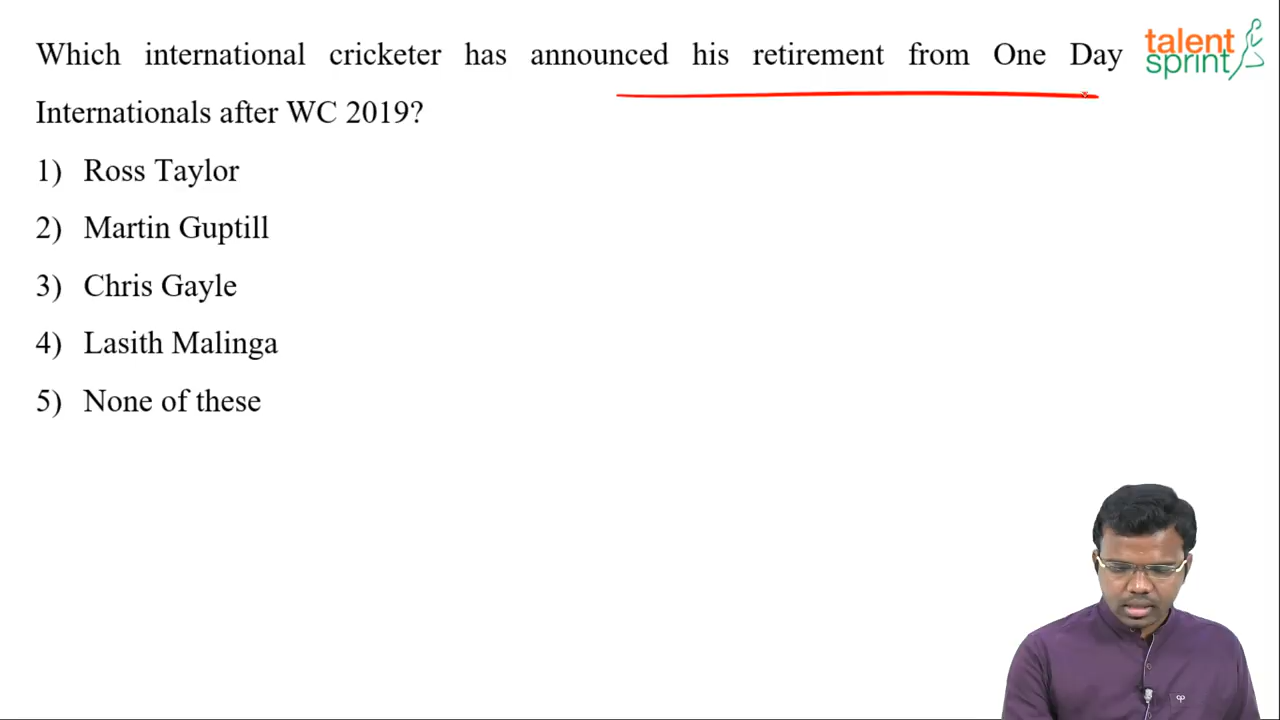 Which international cricketer has announced his retirement from One Day
Internationals after WC 2019?
1) Ross Taylor
2) Martin Guptill
3) Chris Gayle
4) Lasith Malinga
5) None of these
talent
sprint